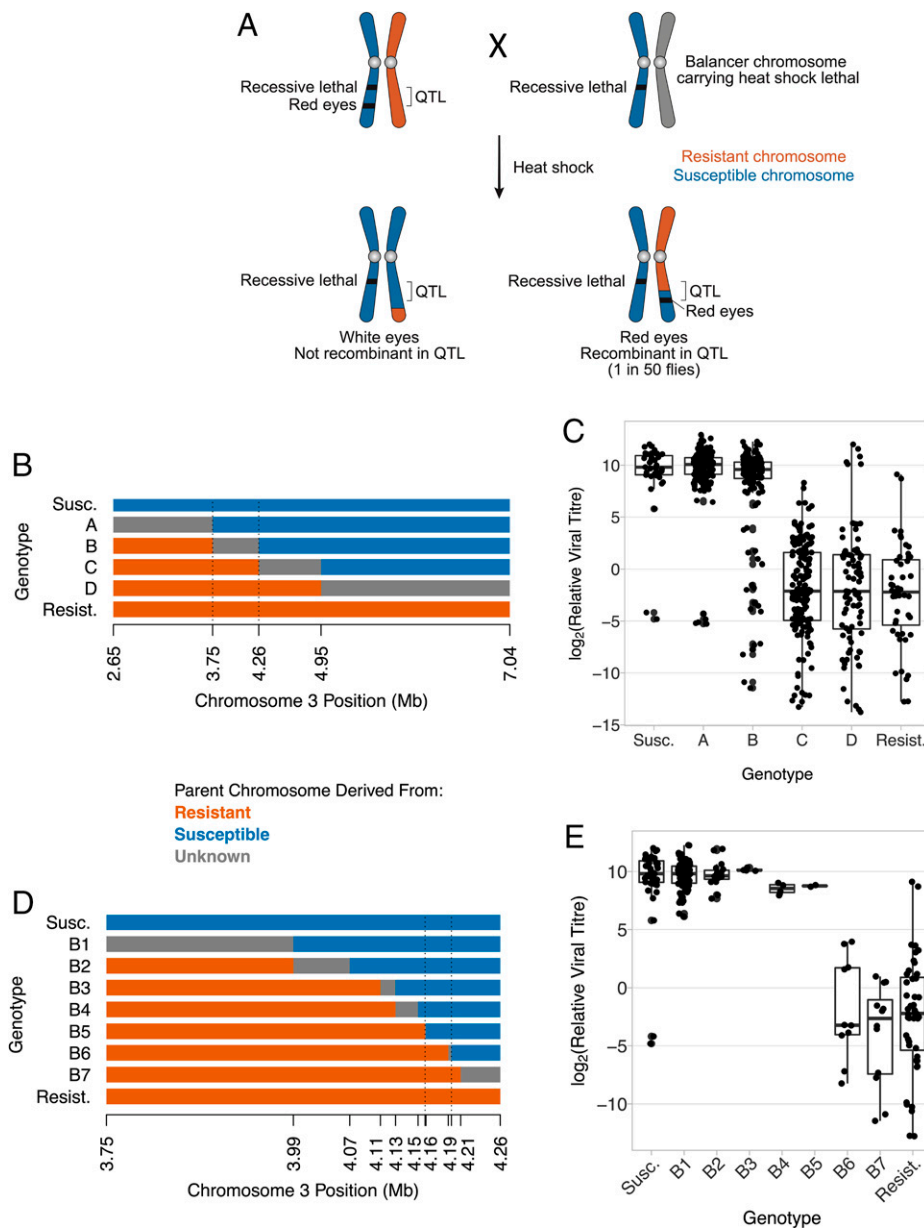 A
X
Recessive lethal
Red eyes
QTL
Recessive lethal
Balancer chromosome
carrying heat shock lethal
Heat shock
Resistant chromosome
Susceptible chromosome
Recessive lethal
QTL
White eyes
Not recombinant in QTL
Recessive lethal
QTL
Red eyes
Red eyes
Recombinant in QTL
(1 in 50 flies)
B
Genotype
Susc.
A
B
C
D
Resist.
2.65 3.75 4.26 4.95 7.04
Chromosome 3 Position (Mb)
C
log2(Relative Viral Titre)
10
5
0
−5
−10
−15
Susc. A B C D Resist.
Genotype
Parent Chromosome Derived From:
Resistant
Susceptible
Unknown
D
Genotype
Susc.
B1
B2
B3
B4
B5
B6
B7
Resist.
3.75 3.99 4.07 4.11 4.13 4.15 4.16 4.19 4.21 4.26
Chromosome 3 Position (Mb)
E
log2(Relative Viral Titre)
10
5
0
−5
−10
Susc. B1 B2 B3 B4 B5 B6 B7 Resist.
Genotype